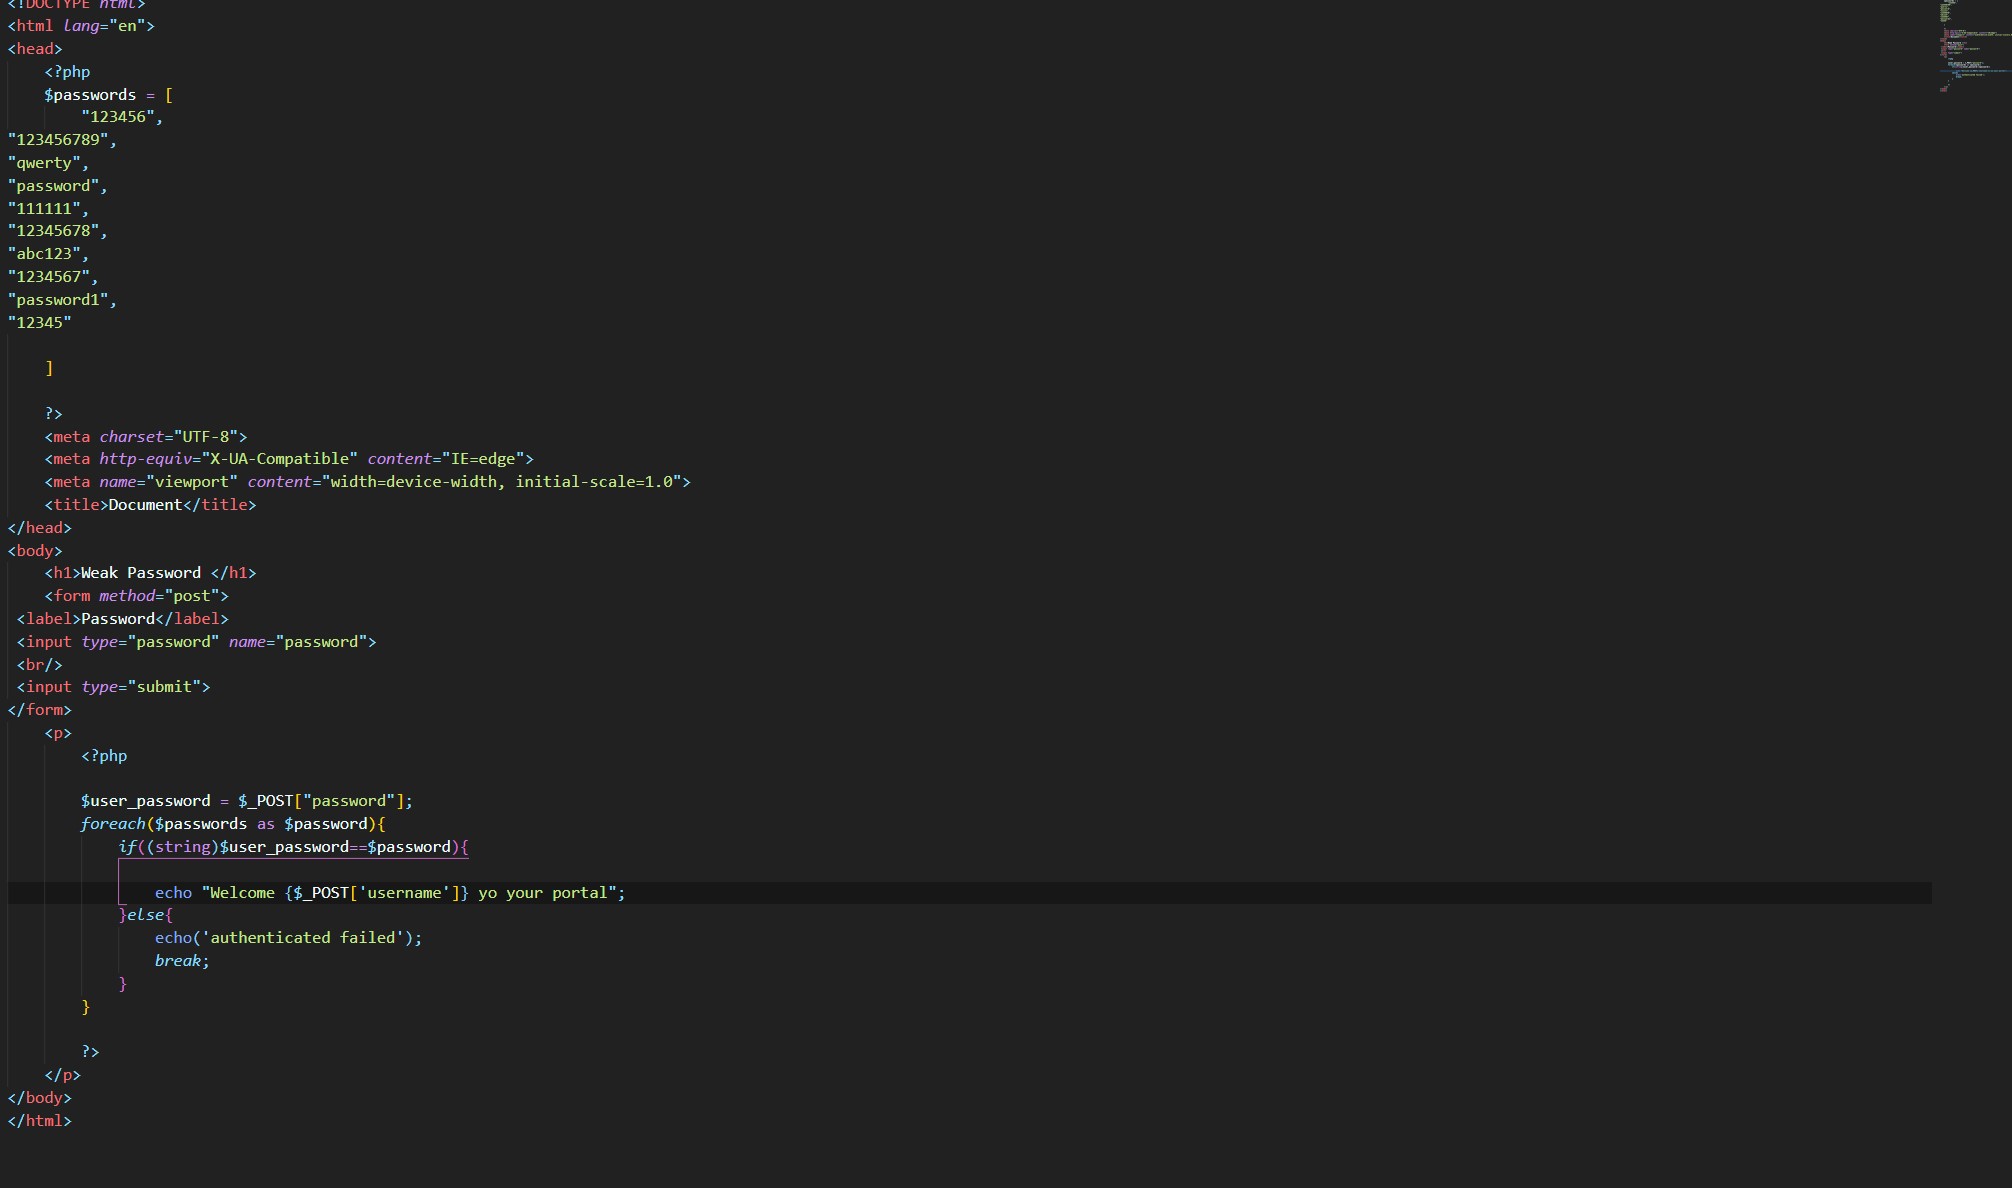 <!DOCTYPE html>
<html lang="en">
<head>
    <?php
    $passwords = [
        "123456",
"123456789",
"qwerty",
"password",
"111111",
"12345678",
"abc123",
"1234567",
"password1",
"12345"
    ]
    ?>
    <meta charset="UTF-8">
    <meta http-equiv="X-UA-Compatible" content="IE=edge">
    <meta name="viewport" content="width=device-width, initial-scale=1.0">
    <title>Document</title>
</head>
<body>
    <h1>Weak Password </h1>
    <form method="post">
 <label>Password</label>
 <input type="password" name="password">
 <br/>
 <input type="submit">
</form>
    <p>
        <?php
        $user_password = $_POST["password"];
        foreach($passwords as $password){
            if((string)$user_password==$password){
                echo "Welcome {$_POST['username']} yo your portal";
            }else{
                echo('authenticated failed');
                break;
            }
        }
        ?>
    </p>
</body>
</html>